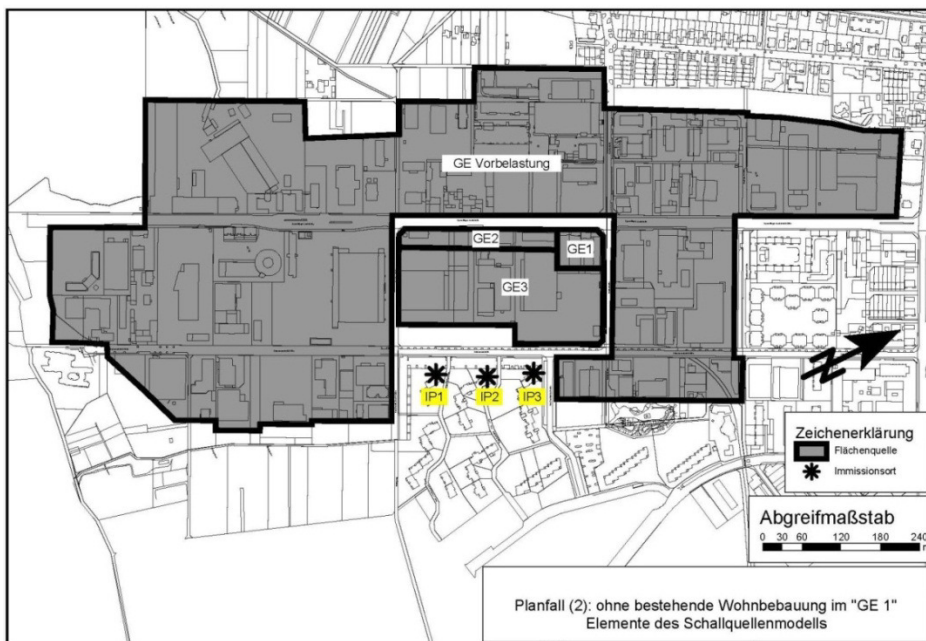 GE Vorbelastung
GE2
GE1
GE3
IP1
IP2
IP3
Zeichenerklärung
Flächenquelle
Immissionsort
Abgreifmaßstab
0 30 60 120 180 240
m
Planfall (2): ohne bestehende Wohnbebauung im "GE 1"
Elemente des Schallquellenmodells